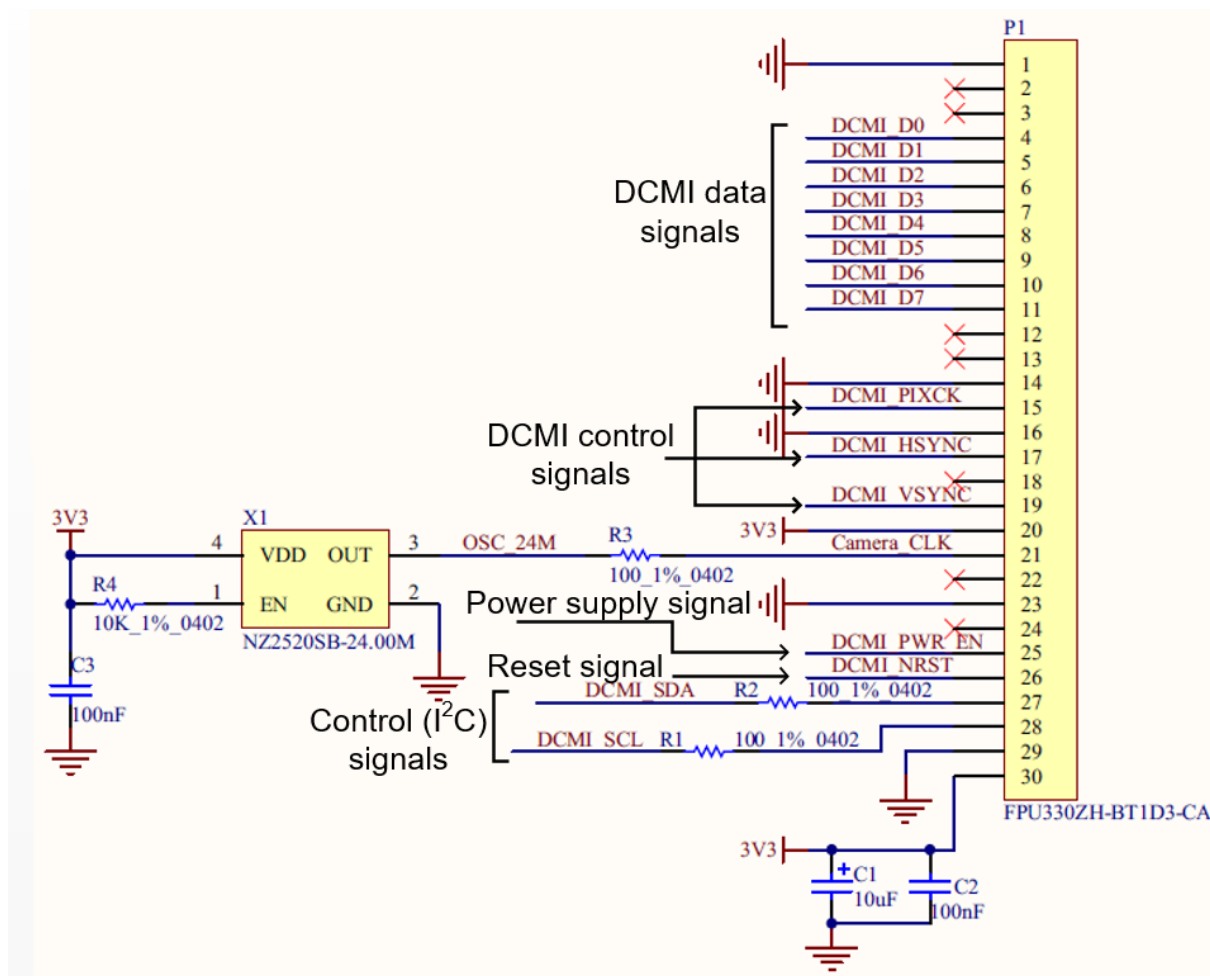 P1
1
2
3
DCMI_D0
4
DCMI_D1
5
DCMI data
signals
DCMI_D2
6
DCMI_D3
7
DCMI_D4
8
DCMI_D5
9
DCMI_D6
10
DCMI_D7
11
12
13
14
DCMI_PIXCK
15
DCMI control
signals
16
DCMI_HSYNC
17
18
DCMI_VSYNC
19
3V3
20
Camera_CLK
21
22
23
24
DCMI_PWR_EN
25
DCMI_NRST
26
27
28
29
30
FPU330ZH-BT1D3-CA
3V3
X1
4
VDD
OUT
3
OSC_24M
R3
100_1%_0402
R4
10K_1%_0402
1
EN
GND
2
NZ2520SB-24.00M
C3
100nF
Power supply signal
Reset signal
Control (I²C)
signals
DCMI_SDA
R2
100_1%_0402
DCMI_SCL
R1
100_1%_0402
3V3
+
C1
10uF
C2
100nF